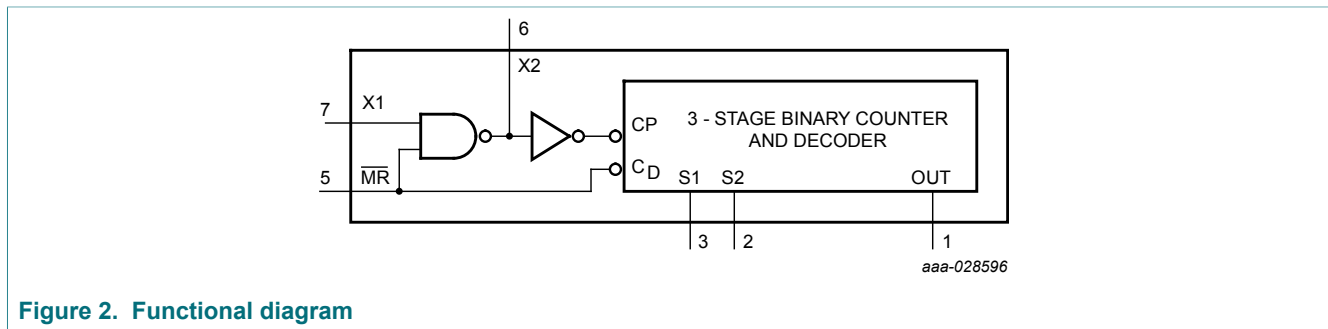 6
X2
7 X1
CP
3 - STAGE BINARY COUNTER
AND DECODER
5 MR
CD
S1 S2 OUT
3 2 1
aaa-028596
Figure 2. Functional diagram